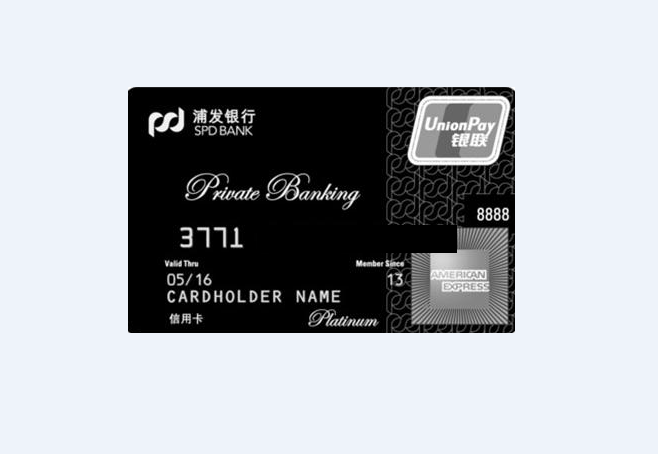 浦发银行
SPD BANK
UnionPay
银联
Private Banking
8888
3771
Valid Thru
Member Since
05/16
13
AMERICAN
EXPRESS
CARDHOLDER NAME
信用卡
Platinum